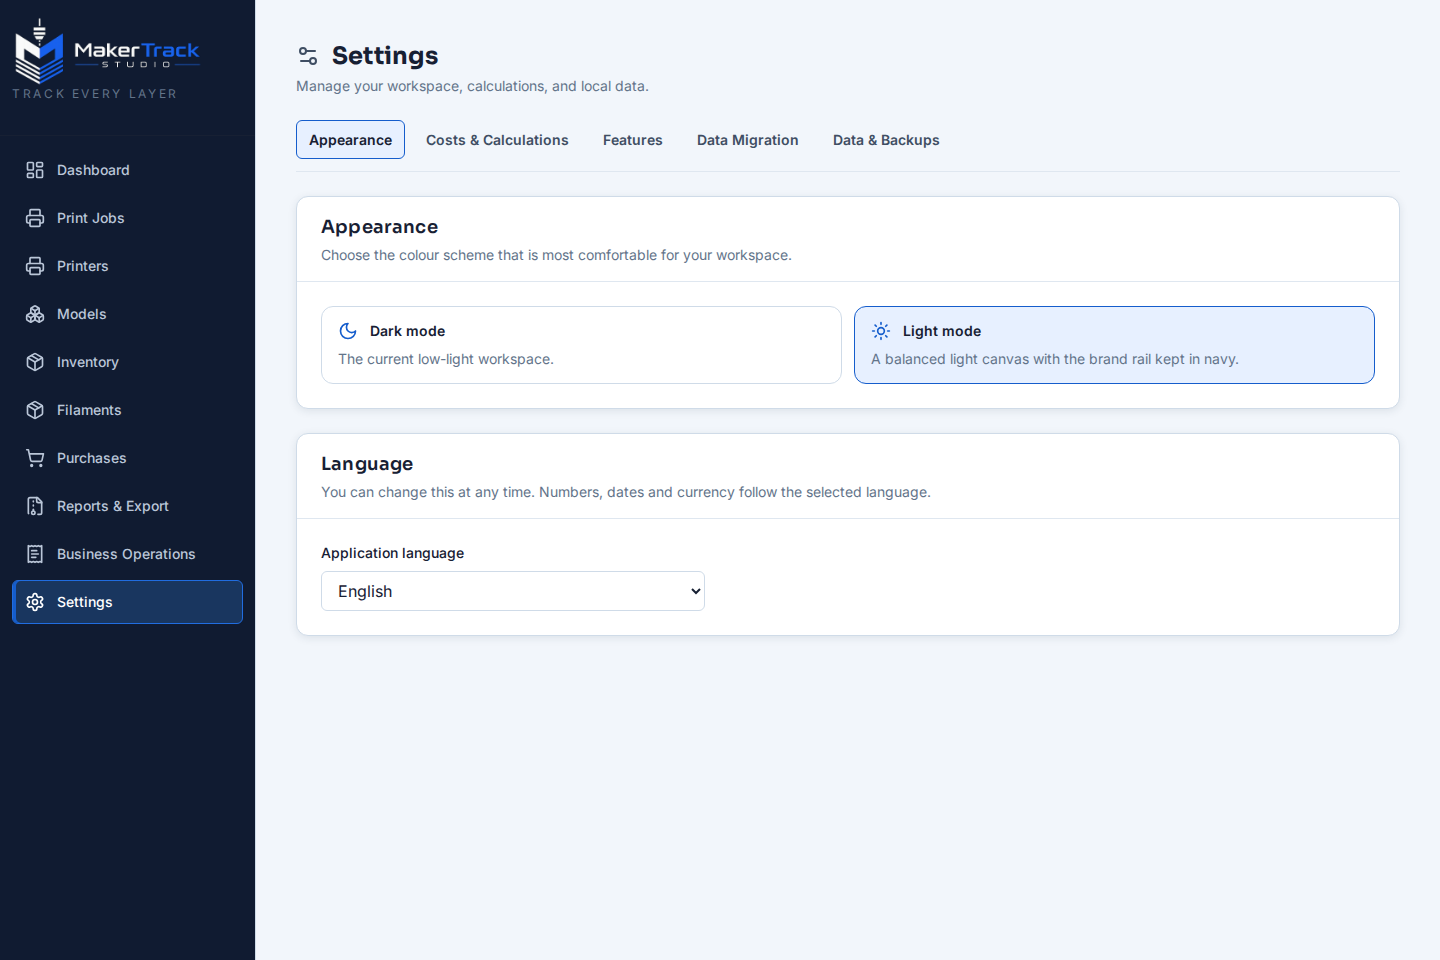 MakerTrack
STUDIO
TRACK EVERY LAYER
Dashboard
Print Jobs
Printers
Models
Inventory
Filaments
Purchases
Reports & Export
Business Operations
Settings
Settings
Manage your workspace, calculations, and local data.
Appearance Costs & Calculations Features Data Migration Data & Backups
Appearance
Choose the colour scheme that is most comfortable for your workspace.
Dark mode
The current low-light workspace.
Light mode
A balanced light canvas with the brand rail kept in navy.
Language
You can change this at any time. Numbers, dates and currency follow the selected language.
Application language
English